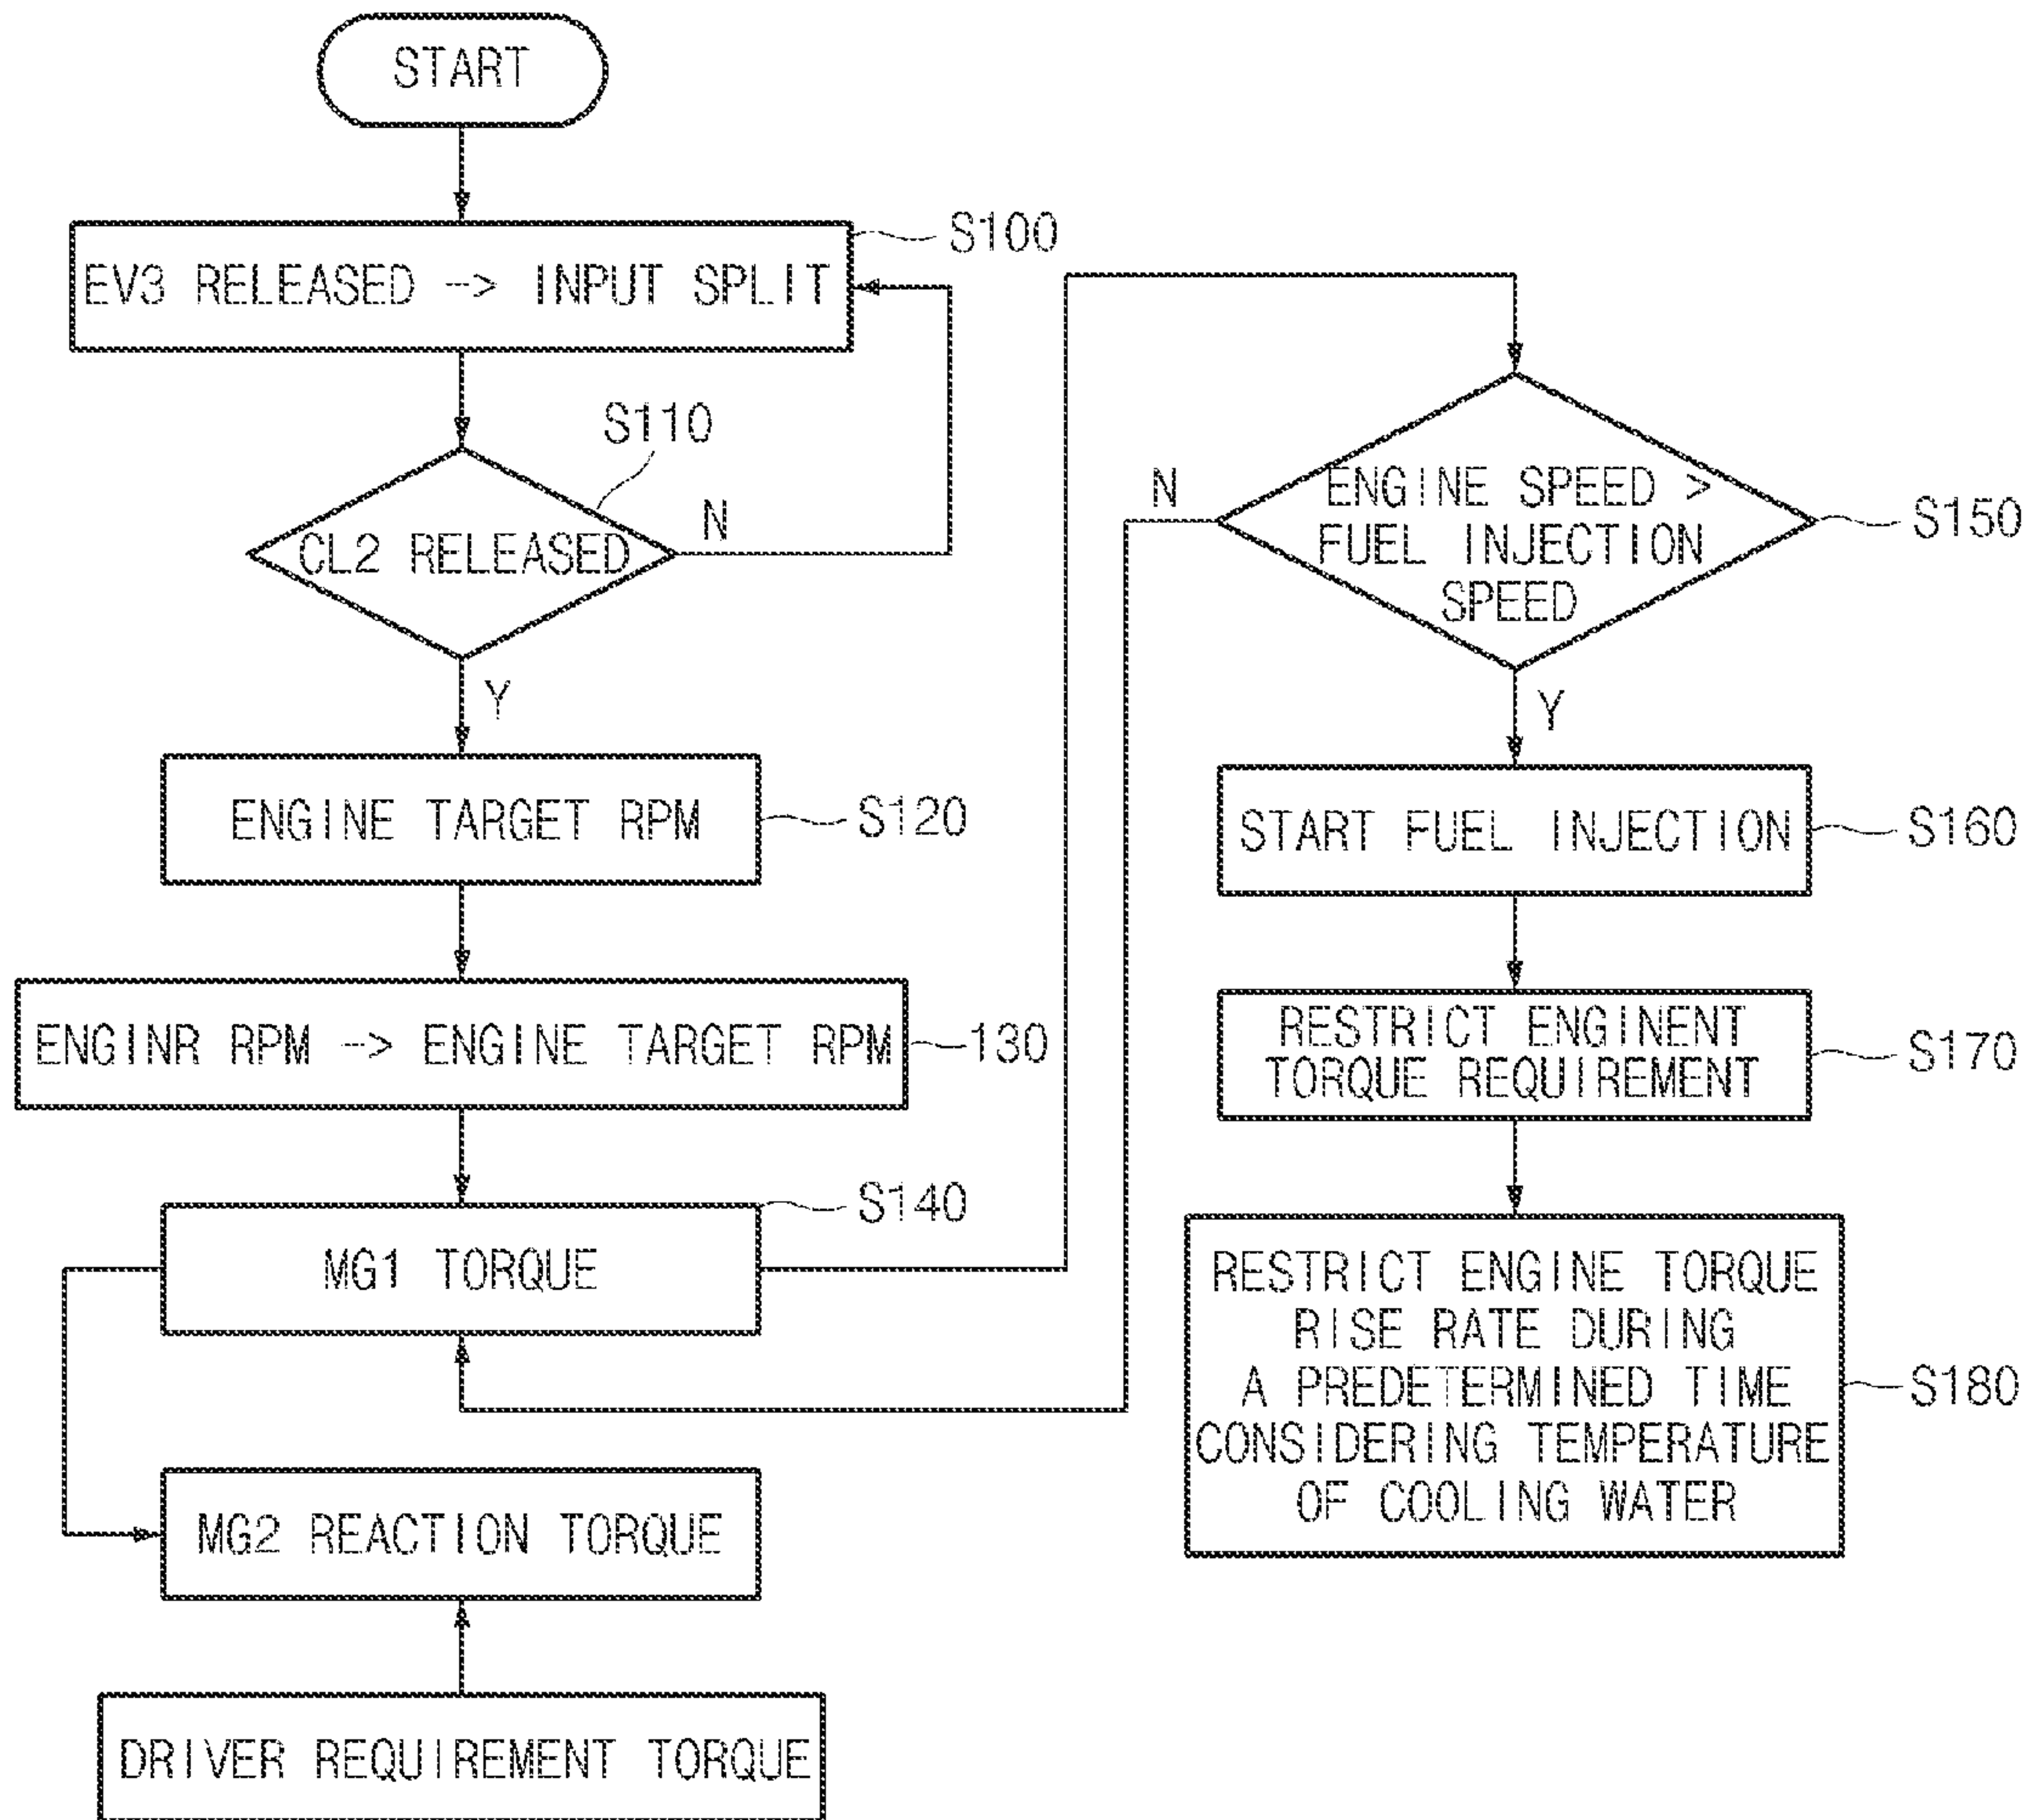 START
EV3 RELEASED --> INPUT SPLIT
S100
CL2 RELEASED
S110
N
Y
ENGINE TARGET RPM
S120
ENGINR RPM --> ENGINE TARGET RPM
130
MG1 TORQUE
S140
MG2 REACTION TORQUE
DRIVER REQUIREMENT TORQUE
ENGINE SPEED >
FUEL INJECTION
SPEED
S150
N
Y
START FUEL INJECTION
S160
RESTRICT ENGINENT
TORQUE REQUIREMENT
S170
RESTRICT ENGINE TORQUE
RISE RATE DURING
A PREDETERMINED TIME
CONSIDERING TEMPERATURE
OF COOLING WATER
S180